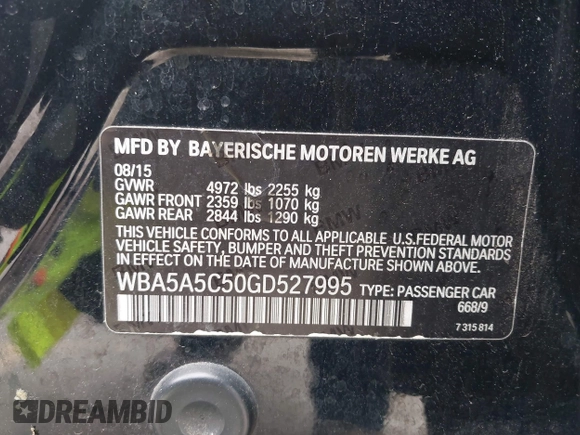 MFD BY BAYERISCHE MOTOREN WERKE AG
08/15
GVWR 4972 lbs 2255 kg
GAWR FRONT 2359 lbs 1070 kg
GAWR REAR 2844 lbs 1290 kg
THIS VEHICLE CONFORMS TO ALL APPLICABLE U.S.FEDERAL MOTOR
VEHICLE SAFETY, BUMPER AND THEFT PREVENTION STANDARDS
IN EFFECT ON THE DATE OF MANUFACTURE SHOWN ABOVE.
WBA5A5C50GD527995 TYPE: PASSENGER CAR
668/9
7 315 814
DREAMBID